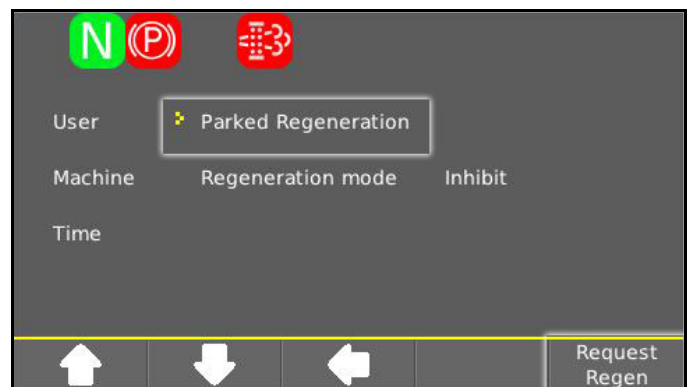 N (P)
User Parked Regeneration
Machine Regeneration mode Inhibit
Time
Request
Regen